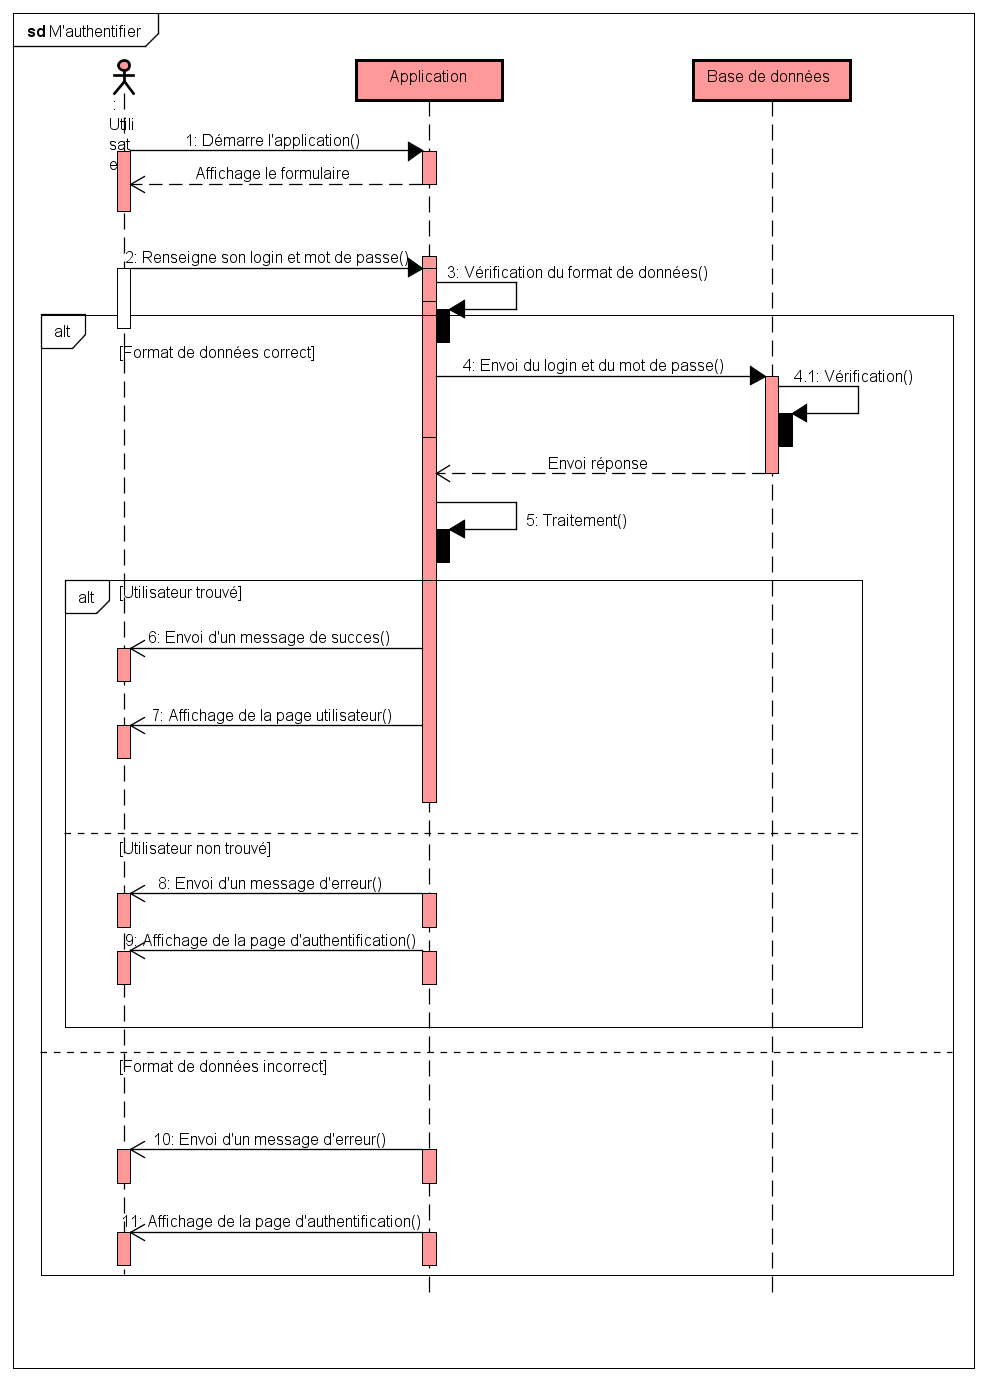 sd M'authentifier
Application
Base de données
:
Utili
sat
e
1: Démarre l'application()
Affichage le formulaire
2: Renseigne son login et mot de passe()
3: Vérification du format de données()
alt
[Format de données correct]
4: Envoi du login et du mot de passe()
4.1: Vérification()
Envoi réponse
5: Traitement()
alt
[Utilisateur trouvé]
6: Envoi d'un message de succes()
7: Affichage de la page utilisateur()
[Utilisateur non trouvé]
8: Envoi d'un message d'erreur()
9: Affichage de la page d'authentification()
[Format de données incorrect]
10: Envoi d'un message d'erreur()
11: Affichage de la page d'authentification()